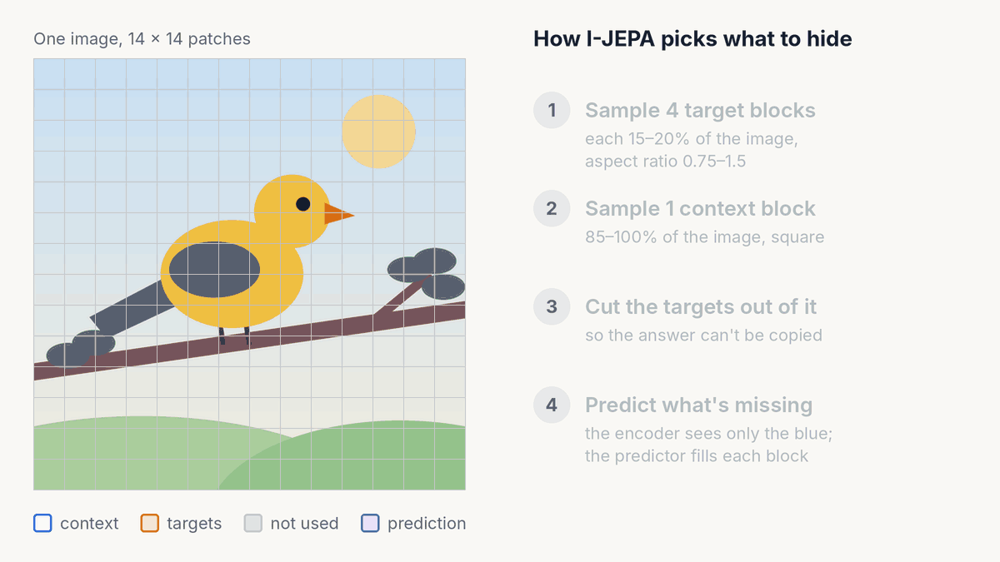 One image, 14 × 14 patches
How I-JEPA picks what to hide
1
Sample 4 target blocks
each 15–20% of the image,
aspect ratio 0.75–1.5
2
Sample 1 context block
85–100% of the image, square
3
Cut the targets out of it
so the answer can't be copied
4
Predict what's missing
the encoder sees only the blue;
the predictor fills each block
context targets not used prediction